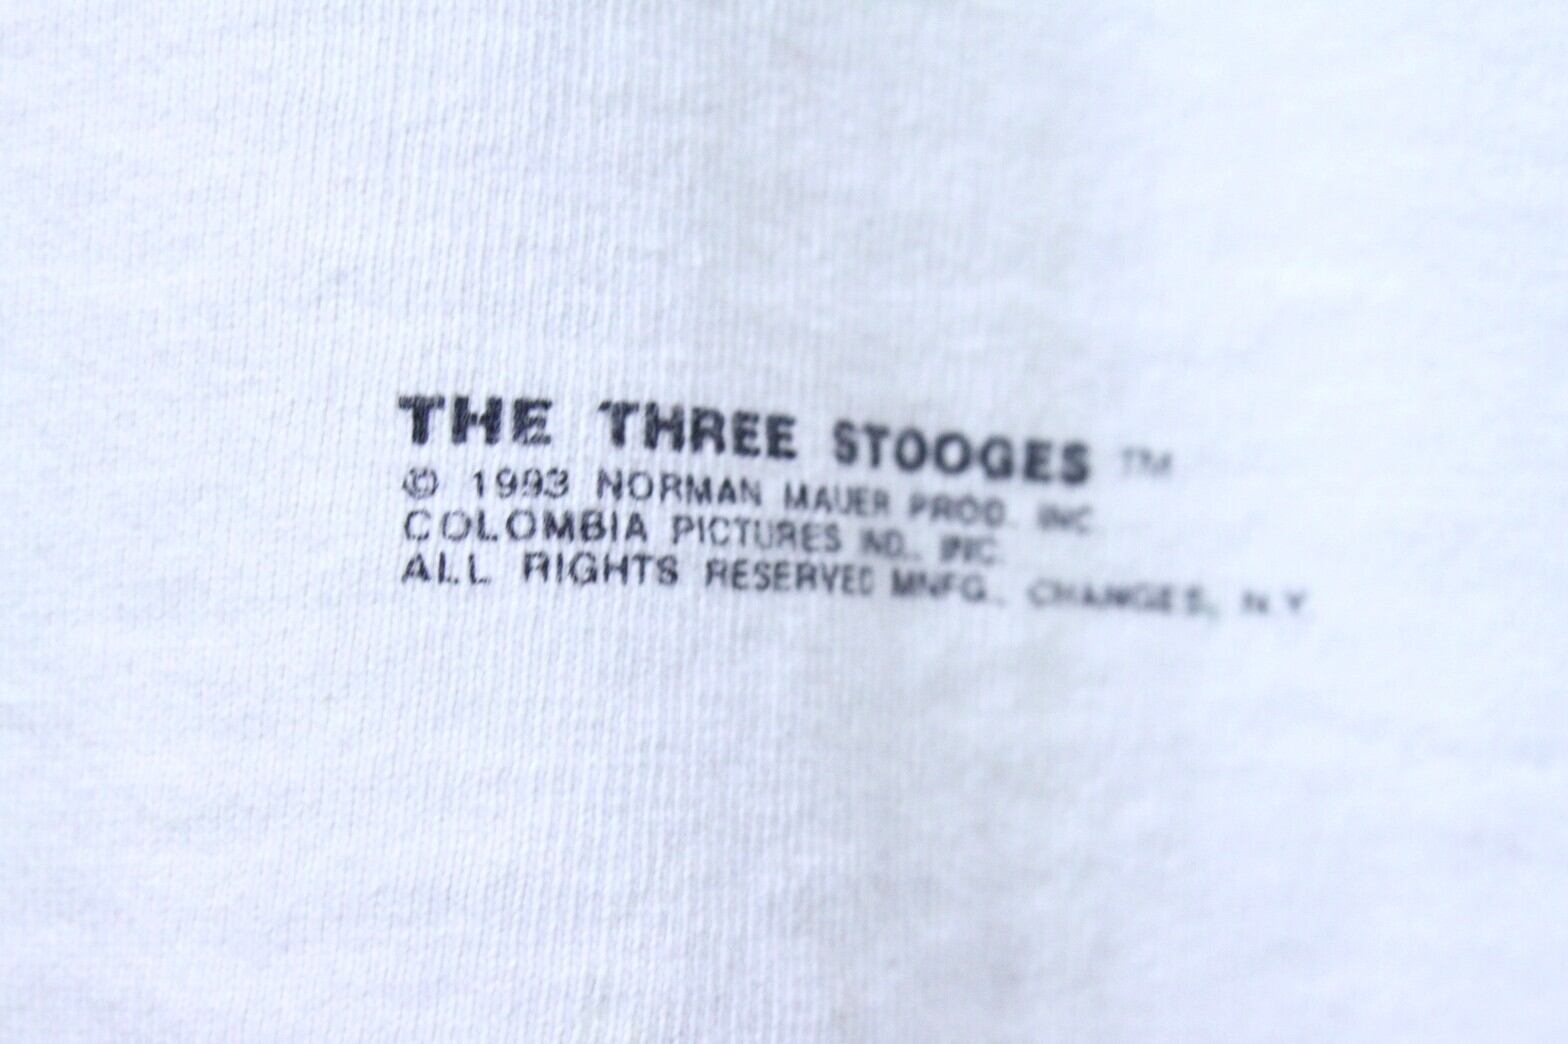 THE THREE STOOGES ™
© 1993 NORMAN MAUER PROD. INC.
COLOMBIA PICTURES IND., INC.
ALL RIGHTS RESERVED MNFG. CHANGES, N.Y.